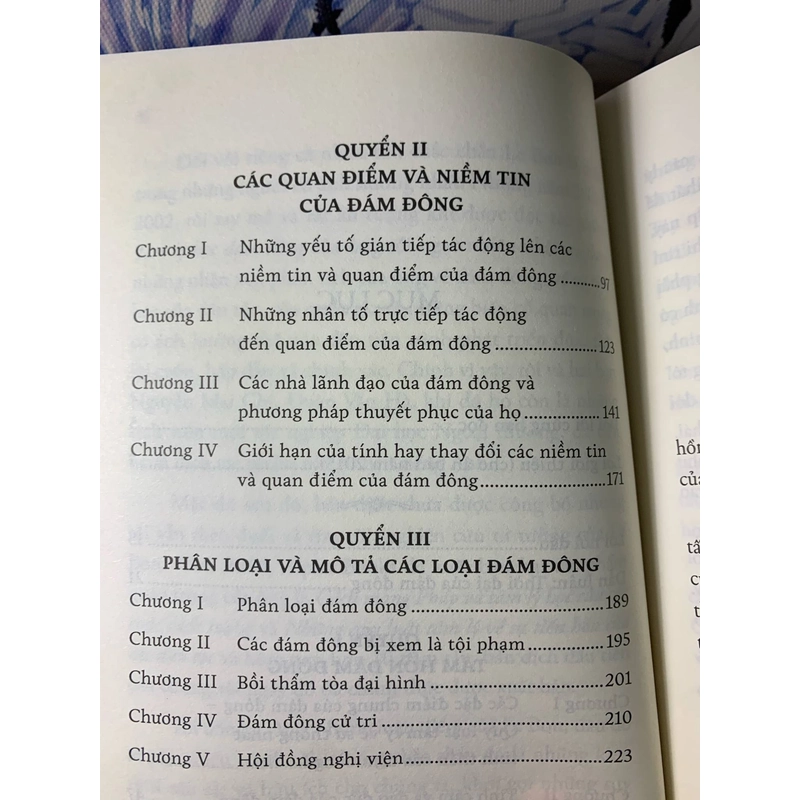 QUYỂN II
CÁC QUAN ĐIỂM VÀ NIỀM TIN
CỦA ĐÁM ĐÔNG
Chương I Những yếu tố gián tiếp tác động lên các
niềm tin và quan điểm của đám đông...........97
Chương II Những nhân tố trực tiếp tác động
đến quan điểm của đám đông.....................123
Chương III Các nhà lãnh đạo của đám đông và
phương pháp thuyết phục của họ...............141
Chương IV Giới hạn của tính hay thay đổi các niềm tin
và quan điểm của đám đông.......................171
QUYỂN III
PHÂN LOẠI VÀ MÔ TẢ CÁC LOẠI ĐÁM ĐÔNG
Chương I Phân loại đám đông....................................189
Chương II Các đám đông bị xem là tội phạm...............195
Chương III Bồi thẩm tòa đại hình................................201
Chương IV Đám đông cử tri.........................................210
Chương V Hội đồng nghị viện....................................223